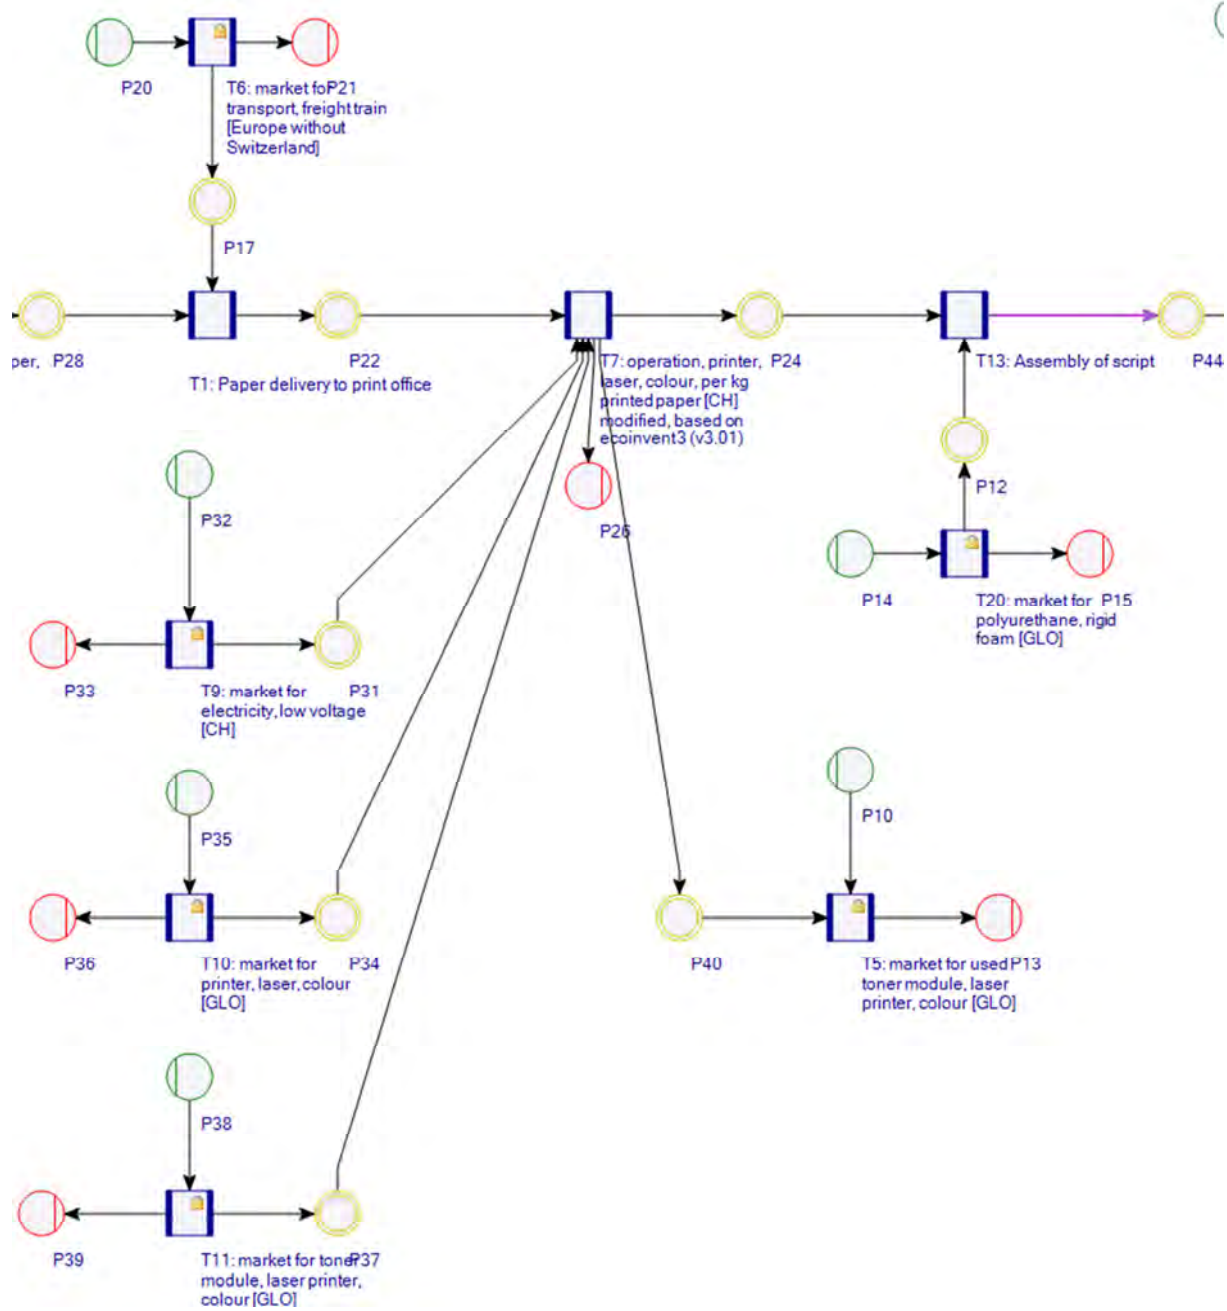 P20
T6: market foP21
transport, freight train
[Europe without
Switzerland]
P17
per, P28
P22
T1: Paper delivery to print office
T7: operation, printer, P24
laser, colour, per kg
printed paper [CH]
modified, based on
ecoinvent3 (v3.01)
T13: Assembly of script
P44
P32
P26
P12
P14
T20: market for P15
polyurethane, rigid
foam [GLO]
P33
T9: market for P31
electricity, low voltage
[CH]
P35
P10
P36
T10: market for P34
printer, laser, colour
[GLO]
P40
T5: market for used P13
toner module, laser
printer, colour [GLO]
P38
P39
T11: market for toner P37
module, laser printer,
colour [GLO]